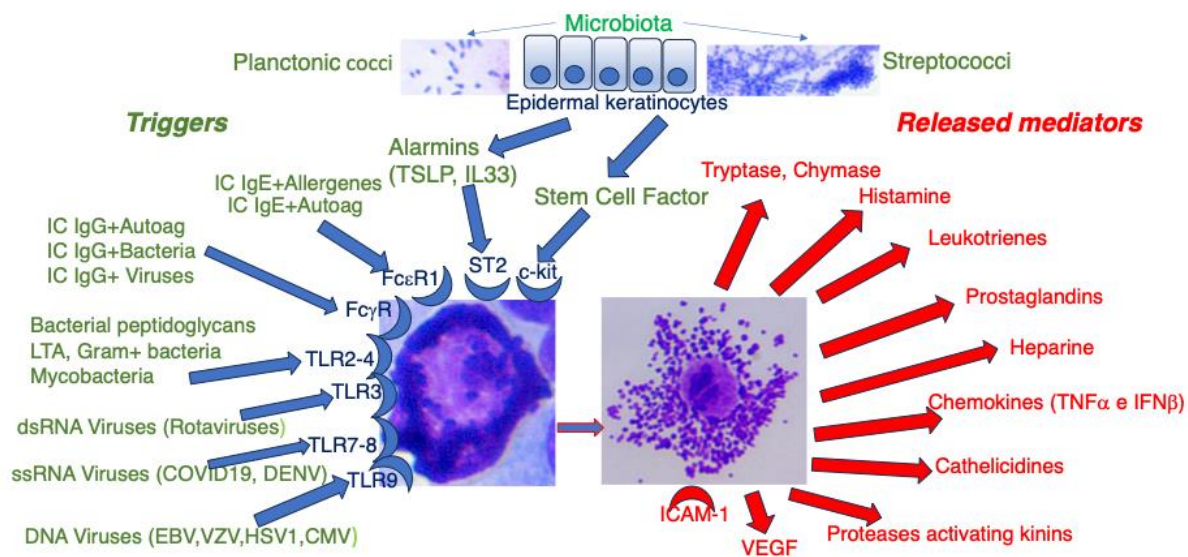 Microbiota
Planctonic cocci
Streptococci
Epidermal keratinocytes
Triggers
Released mediators
Alarmins
(TSLP, IL33)
Stem Cell Factor
IC IgE+Allergenes
IC IgE+Autoag
IC IgG+Autoag
IC IgG+Bacteria
IC IgG+ Viruses
Bacterial peptidoglycans
LTA, Gram+ bacteria
Mycobacteria
dsRNA Viruses (Rotaviruses)
ssRNA Viruses (COVID19, DENV)
DNA Viruses (EBV,VZV,HSV1,CMV)
FcεR1
ST2
c-kit
FcγR
TLR2-4
TLR3
TLR7-8
TLR9
Tryptase, Chymase
Histamine
Leukotrienes
Prostaglandins
Heparine
Chemokines (TNFα e IFNβ)
Cathelicidines
Proteases activating kinins
VEGF
ICAM-1